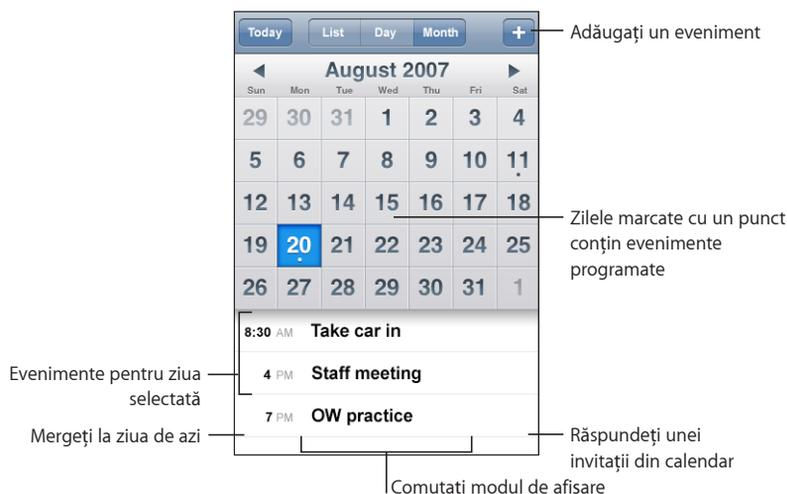 Today List Day Month +
Adăugați un eveniment
August 2007
Sun Mon Tue Wed Thu Fri Sat
29 30 31 1 2 3 4
5 6 7 8 9 10 11
12 13 14 15 16 17 18
19 20 21 22 23 24 25
26 27 28 29 30 31 1
Zilele marcate cu un punct
conțin evenimente
programate
8:30 AM Take car in
4 PM Staff meeting
7 PM OW practice
Evenimente pentru ziua
selectată
Mergeți la ziua de azi
Răspundeți unei
invitații din calendar
Comutati modul de afisare